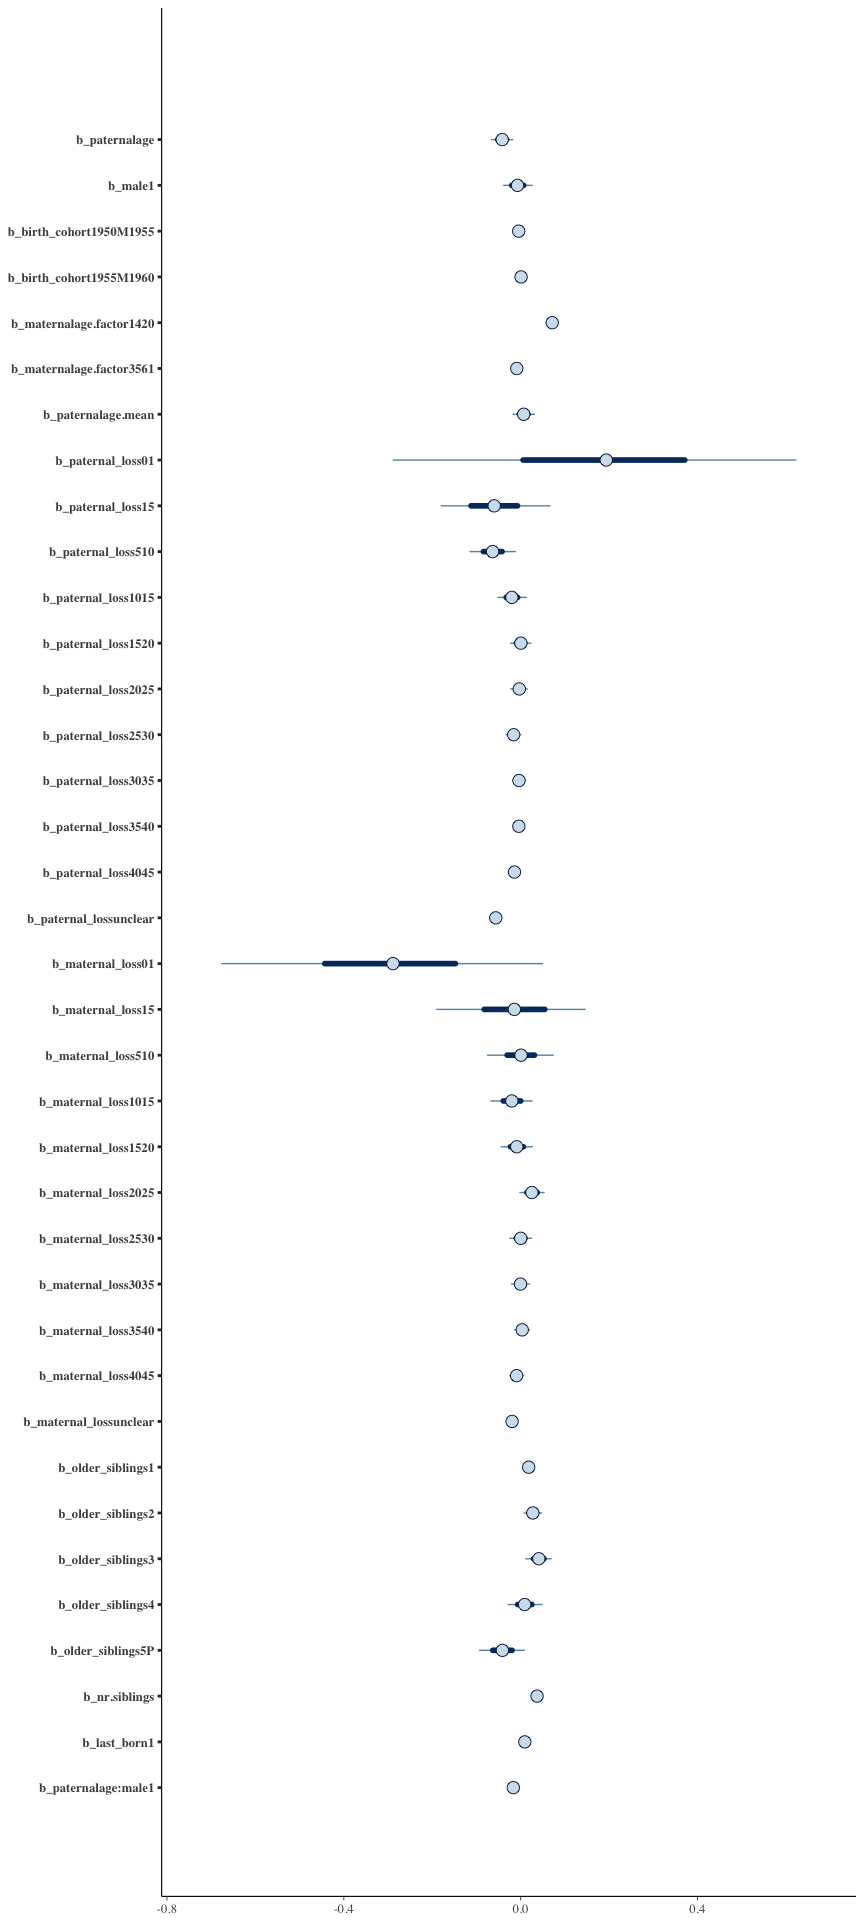 b_paternalage
b_male1
b_birth_cohort1950M1955
b_birth_cohort1955M1960
b_maternalage.factor1420
b_maternalage.factor3561
b_paternalage.mean
b_paternal_loss01
b_paternal_loss15
b_paternal_loss510
b_paternal_loss1015
b_paternal_loss1520
b_paternal_loss2025
b_paternal_loss2530
b_paternal_loss3035
b_paternal_loss3540
b_paternal_loss4045
b_paternal_lossunclear
b_maternal_loss01
b_maternal_loss15
b_maternal_loss510
b_maternal_loss1015
b_maternal_loss1520
b_maternal_loss2025
b_maternal_loss2530
b_maternal_loss3035
b_maternal_loss3540
b_maternal_loss4045
b_maternal_lossunclear
b_older_siblings1
b_older_siblings2
b_older_siblings3
b_older_siblings4
b_older_siblings5P
b_nr.siblings
b_last_born1
b_paternalage:male1
-0.8 -0.4 0.0 0.4